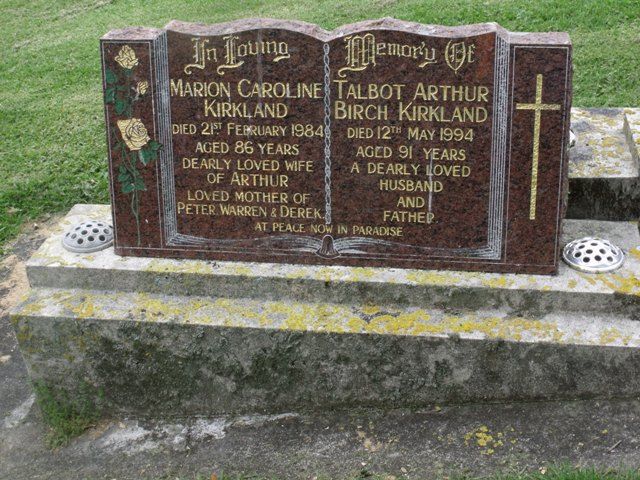 In Loving Memory Of
MARION CAROLINE
KIRKLAND
DIED 21ST FEBRUARY 1984
AGED 86 YEARS
DEARLY LOVED WIFE
OF ARTHUR
LOVED MOTHER OF
PETER, WARREN & DEREK.
TALBOT ARTHUR
BIRCH KIRKLAND
DIED 12TH MAY 1994
AGED 91 YEARS
A DEARLY LOVED
HUSBAND
AND
FATHER.
AT PEACE NOW IN PARADISE